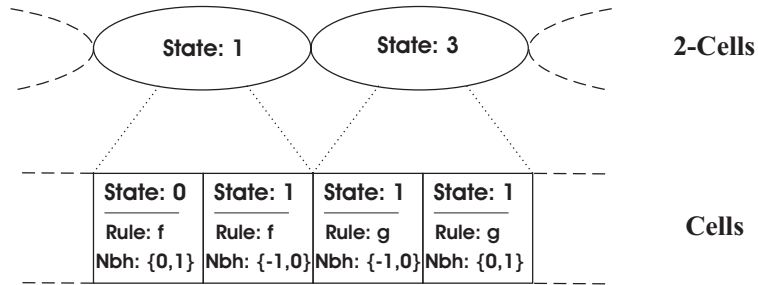 State: 1 State: 3 2-Cells
State: 0 State: 1 State: 1 State: 1
Rule: f Rule: f Rule: g Rule: g Cells
Nbh: {0,1} Nbh: {-1,0} Nbh: {-1,0} Nbh: {0,1}